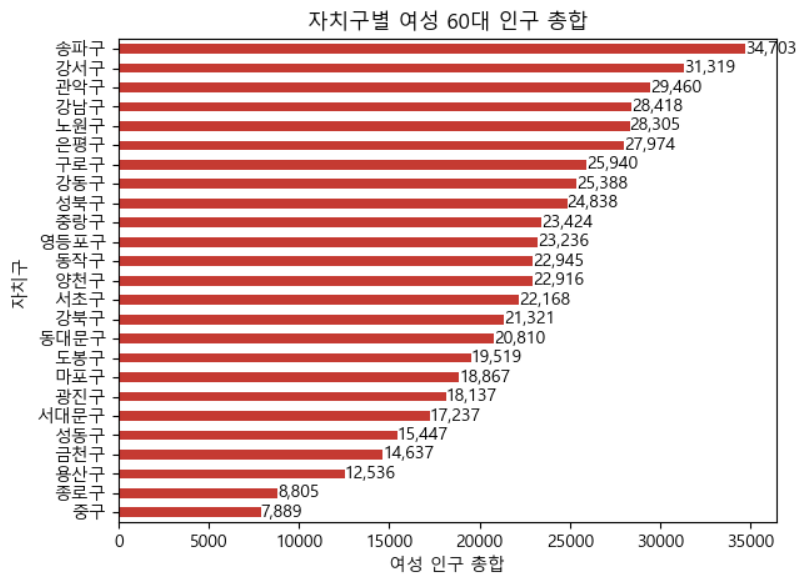 자치구별 여성 60대 인구 총합
자치구
송파구 34,703
강서구 31,319
관악구 29,460
강남구 28,418
노원구 28,305
은평구 27,974
구로구 25,940
강동구 25,388
성북구 24,838
중랑구 23,424
영등포구 23,236
동작구 22,945
양천구 22,916
서초구 22,168
강북구 21,321
동대문구 20,810
도봉구 19,519
마포구 18,867
광진구 18,137
서대문구 17,237
성동구 15,447
금천구 14,637
용산구 12,536
종로구 8,805
중구 7,889
0 5000 10000 15000 20000 25000 30000 35000
여성 인구 총합